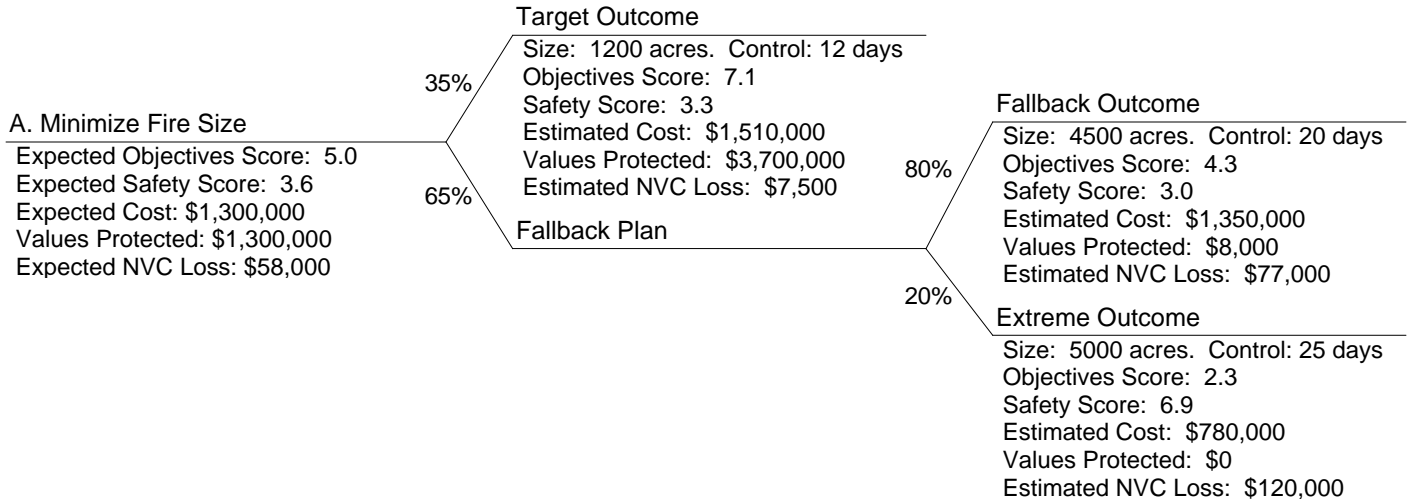 A. Minimize Fire Size
Expected Objectives Score: 5.0
Expected Safety Score: 3.6
Expected Cost: $1,300,000
Values Protected: $1,300,000
Expected NVC Loss: $58,000
35%
65%
Target Outcome
Size: 1200 acres. Control: 12 days
Objectives Score: 7.1
Safety Score: 3.3
Estimated Cost: $1,510,000
Values Protected: $3,700,000
Estimated NVC Loss: $7,500
Fallback Plan
80%
20%
Fallback Outcome
Size: 4500 acres. Control: 20 days
Objectives Score: 4.3
Safety Score: 3.0
Estimated Cost: $1,350,000
Values Protected: $8,000
Estimated NVC Loss: $77,000
Extreme Outcome
Size: 5000 acres. Control: 25 days
Objectives Score: 2.3
Safety Score: 6.9
Estimated Cost: $780,000
Values Protected: $0
Estimated NVC Loss: $120,000